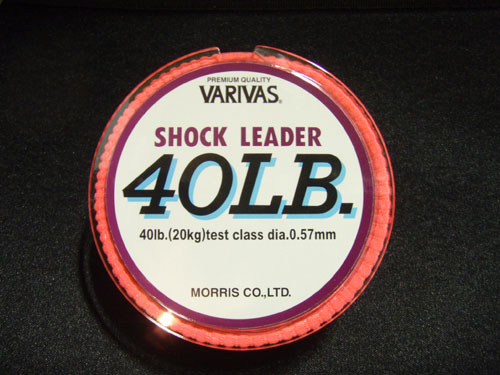 PREMIUM QUALITY
VARIVAS®
SHOCK LEADER
40LB.
40lb.(20kg)test class dia.0.57mm
MORRIS CO.,LTD.